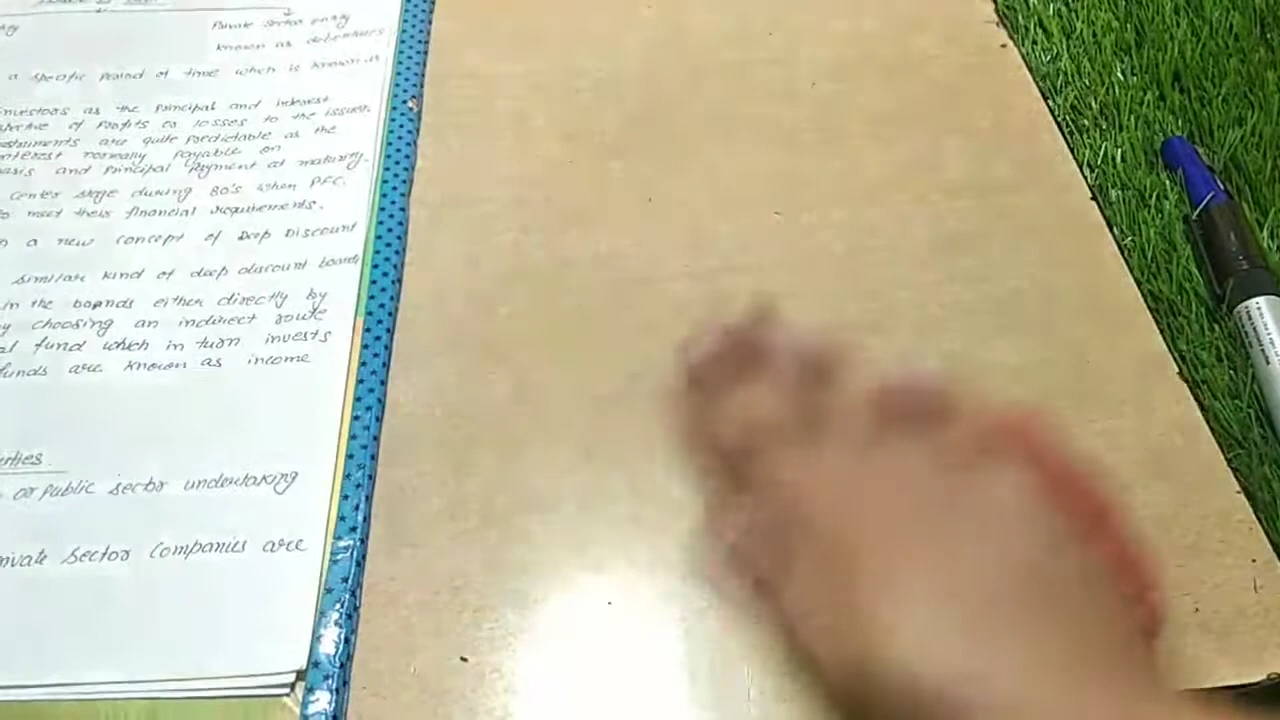 Private Sector entity
known as debentures
a specific period of time which is known as
investors as the principal and interest
of profits or losses to the issuer.
are quite predictable as the
interest normally payable on
and principal Payment at maturity.
Center stage during 80's when PFC.
to meet their financial requirements.
a new concept of Deep Discount
Similar kind of deep discount bonds
in the boands either directly by
choosing an indirect route
fund which in turn invests
funds are known as income
or public sector undertaking
Sector Companies are